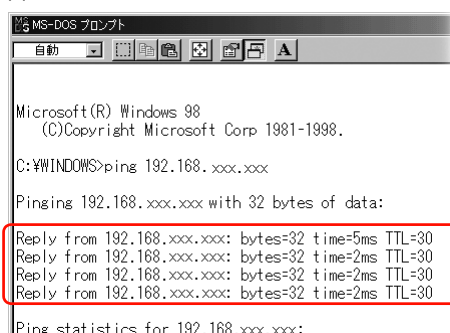 MS-DOS プロンプト
自動
A
Microsoft(R) Windows 98
(C)Copyright Microsoft Corp 1981-1998.
C:¥WINDOWS>ping 192.168. xxx.xxx
Pinging 192.168. xxx.xxx with 32 bytes of data:
Reply from 192.168.xxx.xxx: bytes=32 time=5ms TTL=30
Reply from 192.168.xxx.xxx: bytes=32 time=2ms TTL=30
Reply from 192.168.xxx.xxx: bytes=32 time=2ms TTL=30
Reply from 192.168.xxx.xxx: bytes=32 time=2ms TTL=30
Ping statistics for 192.168.xxx.xxx: